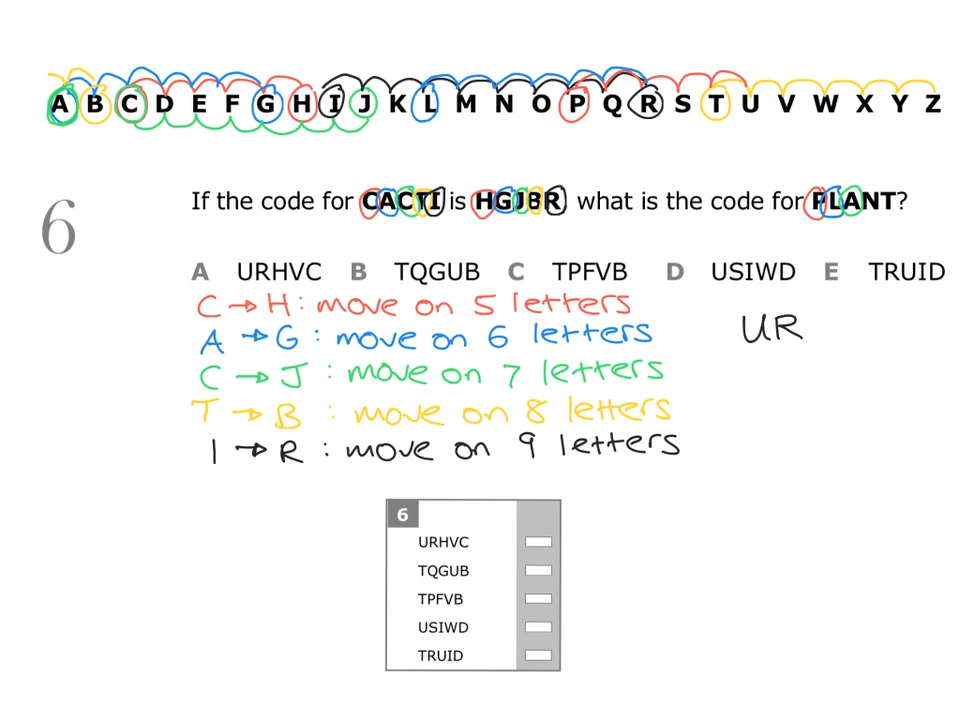 A B C D E F G H I J K L M N O P Q R S T U V W X Y Z
6
If the code for CACTI is HGJBR, what is the code for PLANT?
A URHVC B TQGUB C TPFVB D USIWD E TRUID
C → H : move on 5 letters
UR
A → G : move on 6 letters
C → J : move on 7 letters
T → B : move on 8 letters
I → R : move on 9 letters
6
URHVC
TQGUB
TPFVB
USIWD
TRUID